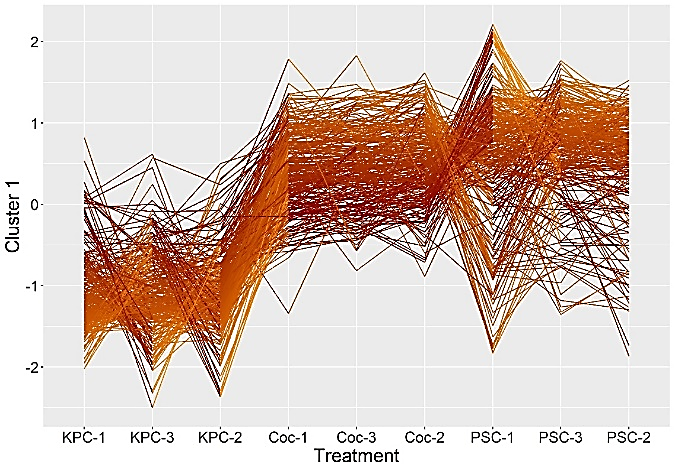 Cluster 1
2
1
0
-1
-2
KPC-1 KPC-3 KPC-2 Coc-1 Coc-3 Coc-2 PSC-1 PSC-3 PSC-2
Treatment